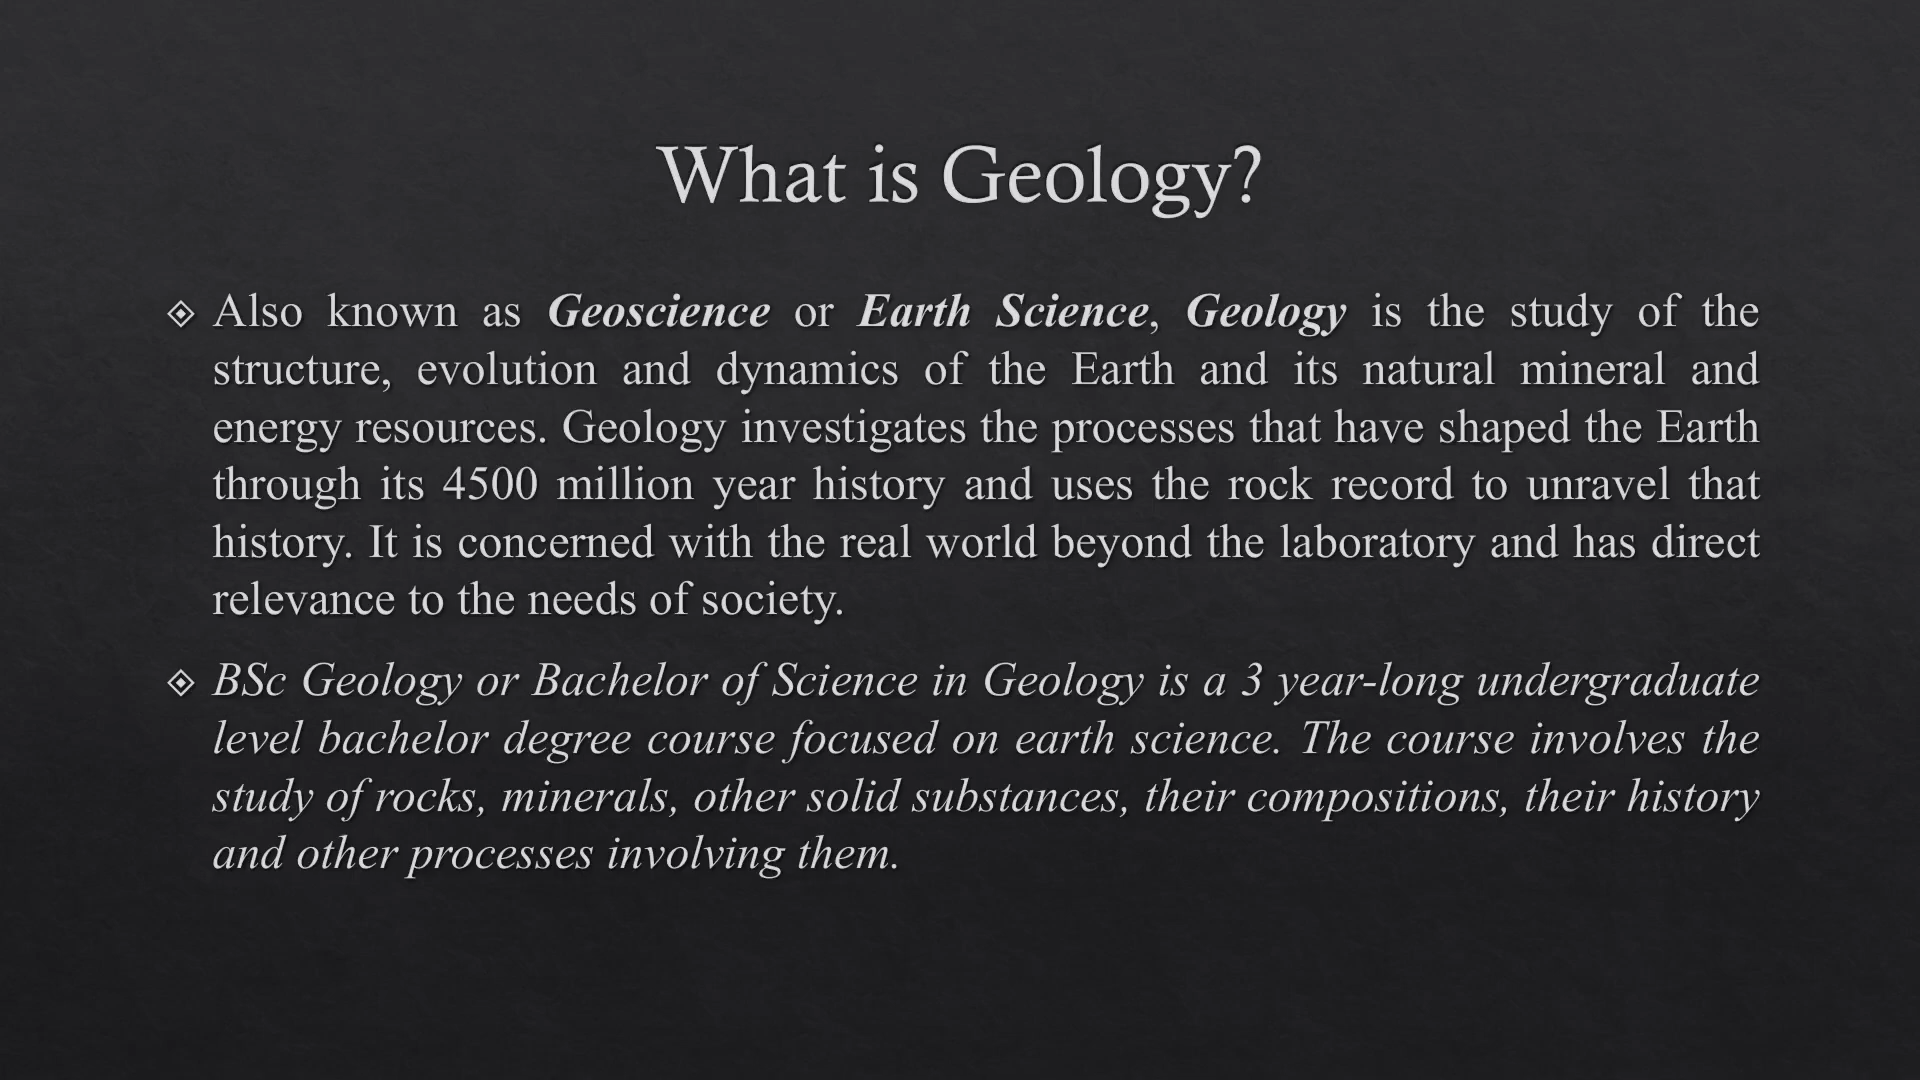 What is Geology?
Also known as Geoscience or Earth Science, Geology is the study of the
structure, evolution and dynamics of the Earth and its natural mineral and
energy resources. Geology investigates the processes that have shaped the Earth
through its 4500 million year history and uses the rock record to unravel that
history. It is concerned with the real world beyond the laboratory and has direct
relevance to the needs of society.
BSc Geology or Bachelor of Science in Geology is a 3 year-long undergraduate
level bachelor degree course focused on earth science. The course involves the
study of rocks, minerals, other solid substances, their compositions, their history
and other processes involving them.